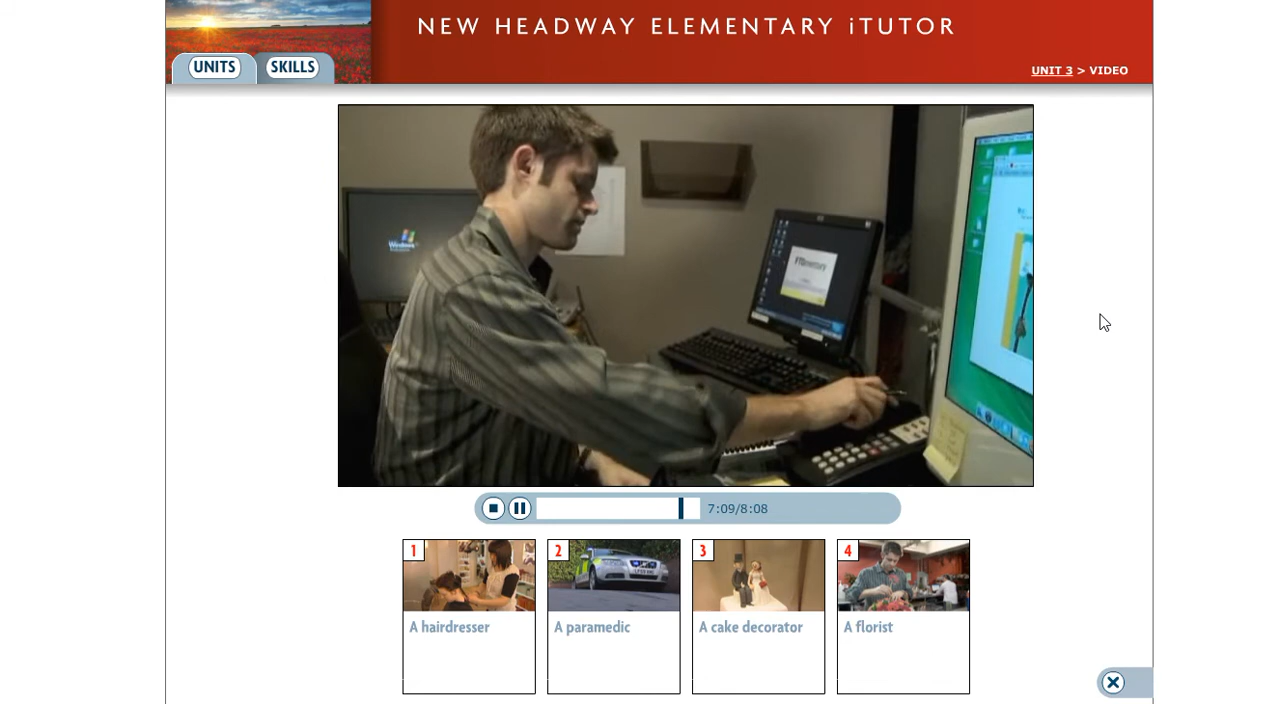 NEW HEADWAY ELEMENTARY iTUTOR
UNITS
SKILLS
UNIT 3 > VIDEO
Windows
7:09/8:08
1
2
3
4
A hairdresser
A paramedic
A cake decorator
A florist